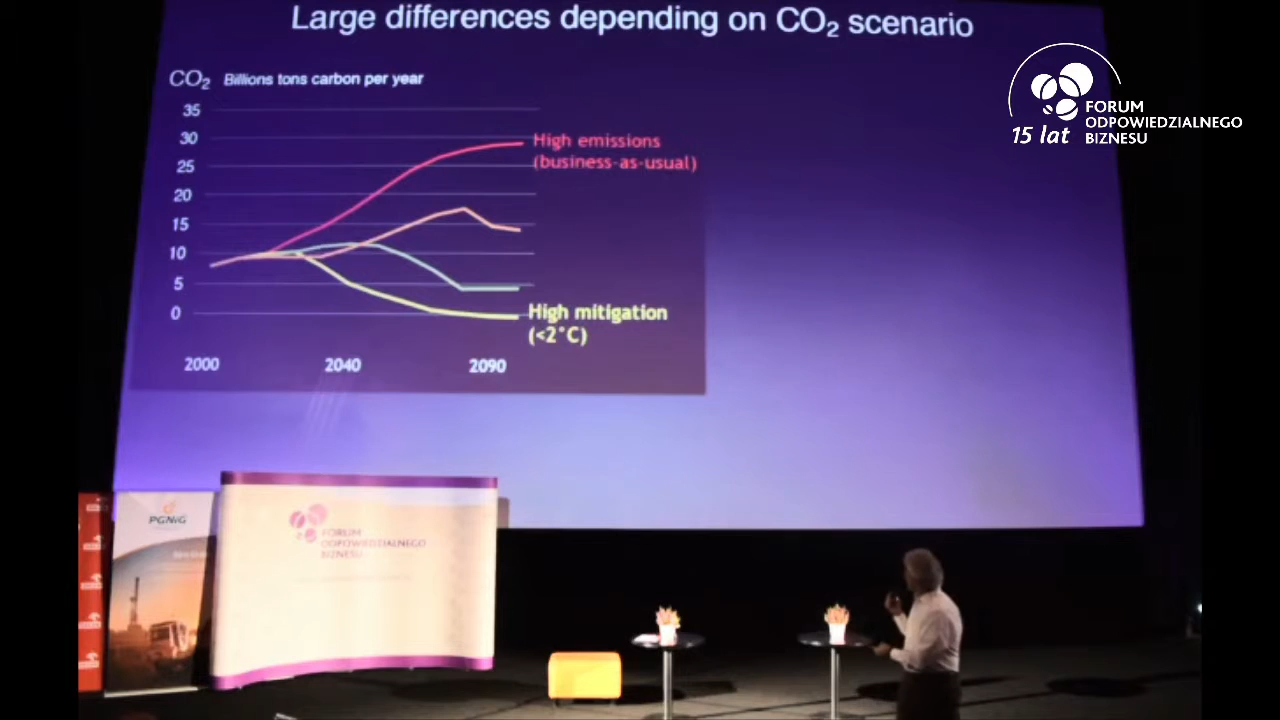 Large differences depending on CO₂ scenario
CO₂ Billions tons carbon per year
35
30
25
20
15
10
5
0
2000 2040 2090
High emissions
(business-as-usual)
High mitigation
(<2°C)
15 lat
FORUM
ODPOWIEDZIALNEGO
BIZNESU
PGNiG
FORUM
ODPOWIEDZIALNEGO
BIZNESU